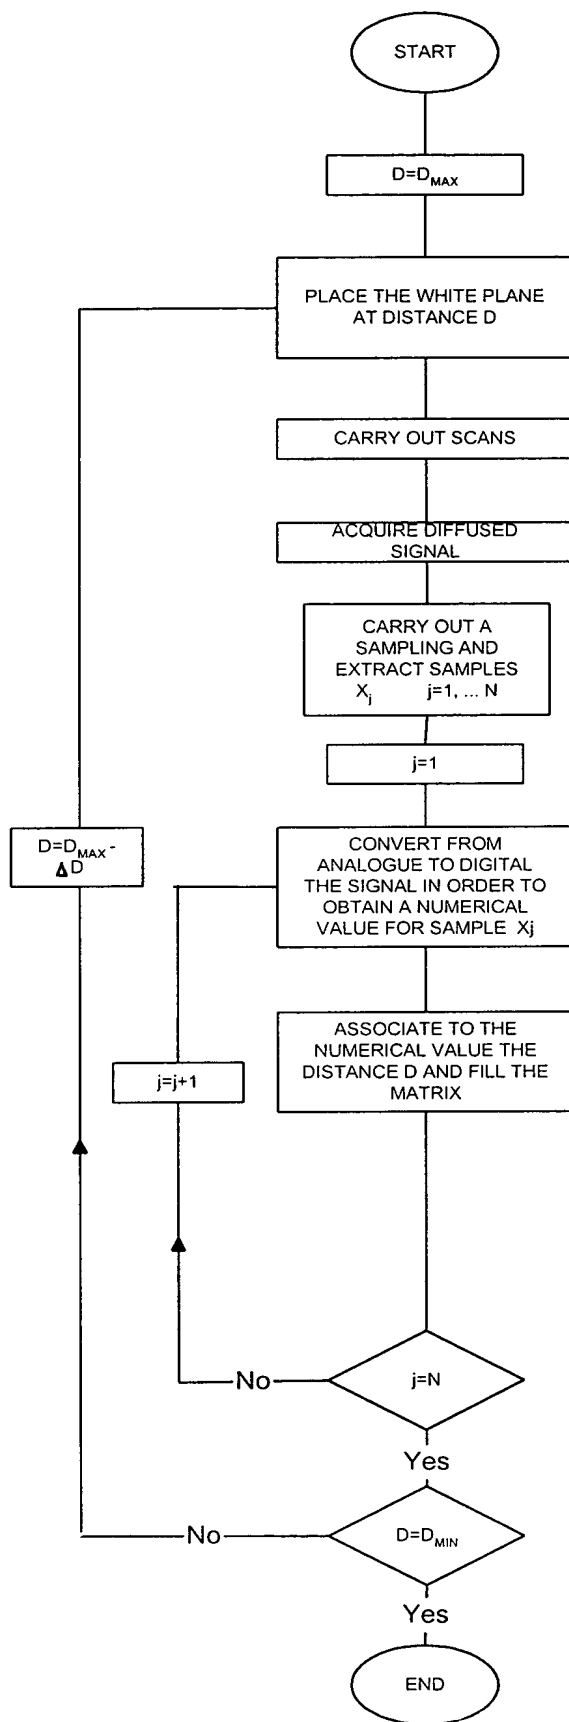 START
D=D_MAX
PLACE THE WHITE PLANE
AT DISTANCE D
CARRY OUT SCANS
ACQUIRE DIFFUSED
SIGNAL
CARRY OUT A
SAMPLING AND
EXTRACT SAMPLES
X_j j=1, ... N
j=1
D=D_MAX -
Δ D
CONVERT FROM
ANALOGUE TO DIGITAL
THE SIGNAL IN ORDER TO
OBTAIN A NUMERICAL
VALUE FOR SAMPLE Xj
ASSOCIATE TO THE
NUMERICAL VALUE THE
DISTANCE D AND FILL THE
MATRIX
j=j+1
No
j=N
Yes
No
D=D_MIN
Yes
END